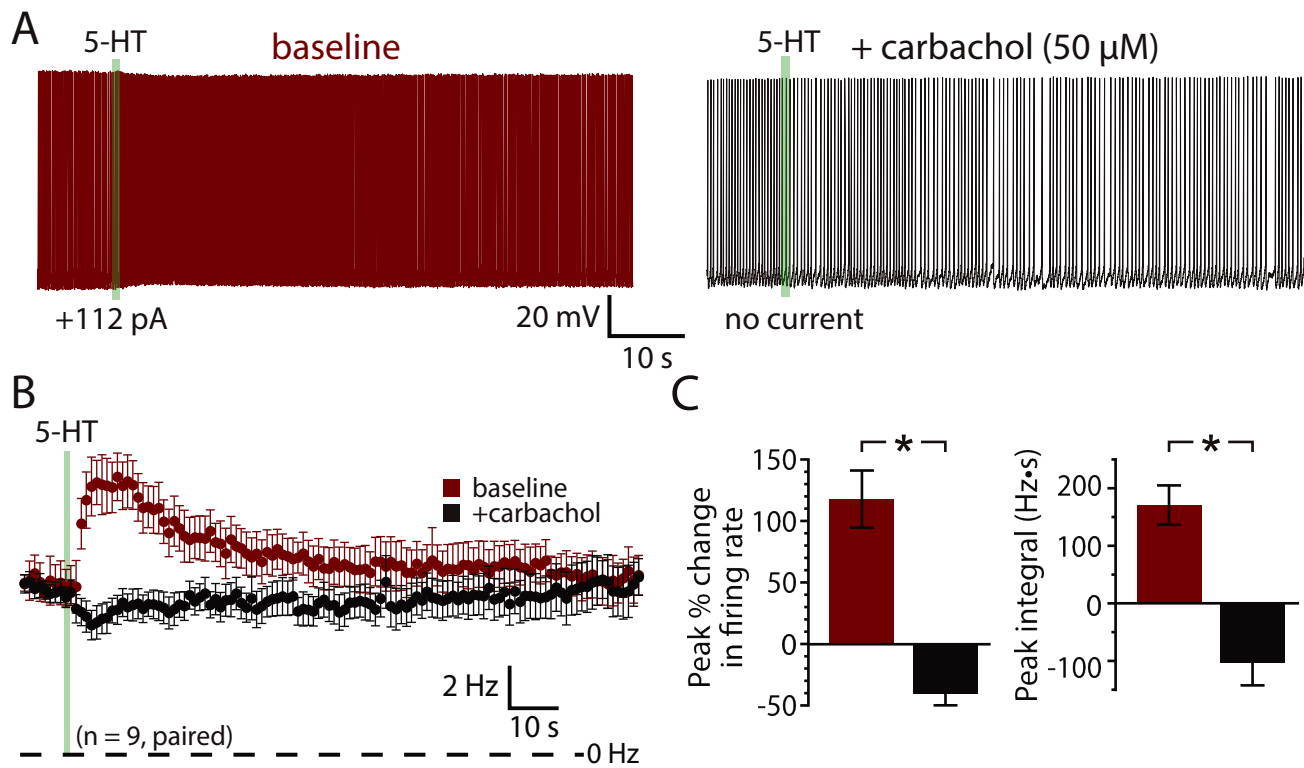 A
5-HT
baseline
+112 pA
20 mV
10 s
5-HT
+ carbachol (50 μM)
no current
B
5-HT
baseline
+carbachol
2 Hz
10 s
(n = 9, paired)
0 Hz
C
Peak % change
in firing rate
150
100
50
0
-50
*
Peak integral (Hz•s)
200
100
0
-100
*